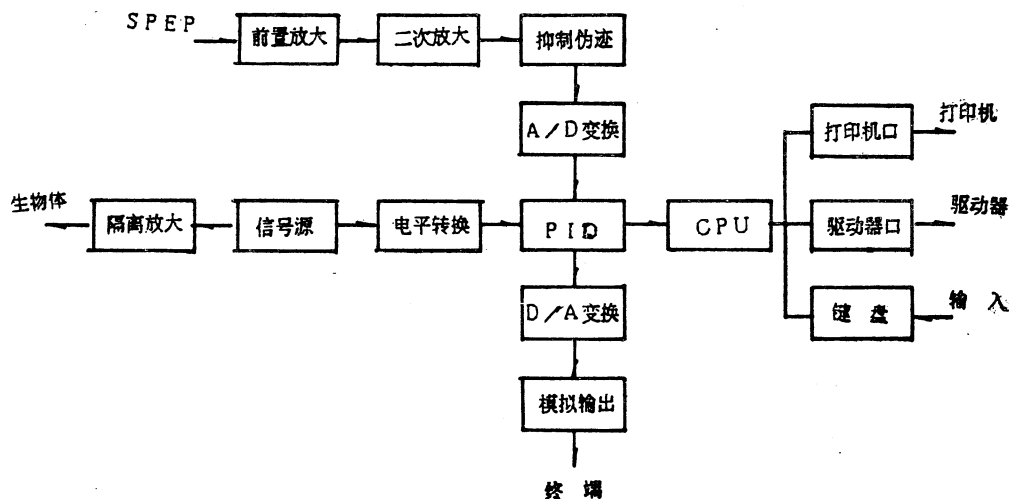 SPEP
前置放大
二次放大
抑制伪迹
A/D变换
打印机口
打印机
生物体
隔离放大
信号源
电平转换
PID
CPU
驱动器口
驱动器
D/A变换
键 盘
输 入
模拟输出
终 端